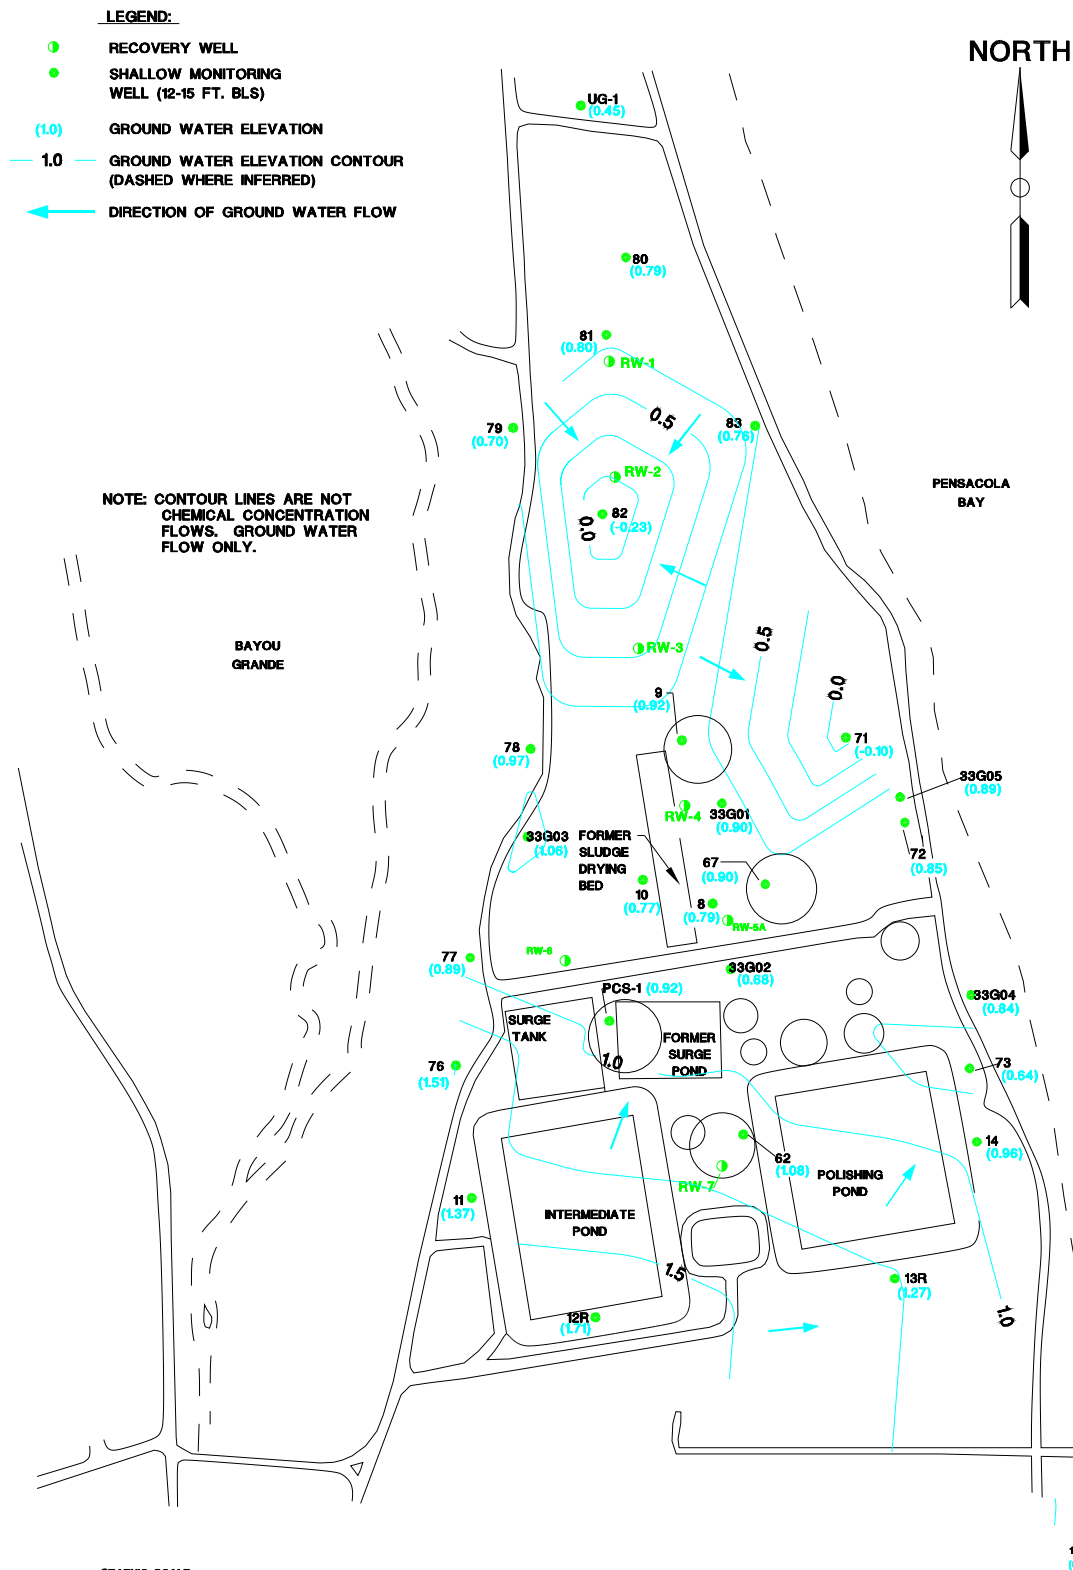 LEGEND:
RECOVERY WELL
SHALLOW MONITORING
WELL (12-15 FT. BLS)
(1.0) GROUND WATER ELEVATION
1.0 GROUND WATER ELEVATION CONTOUR
(DASHED WHERE INFERRED)
DIRECTION OF GROUND WATER FLOW
NORTH
UG-1
(0.45)
80
(0.79)
81
(0.80)
RW-1
0.5
79
(0.70)
83
(0.76)
RW-2
82
(-0.23)
0.0
NOTE: CONTOUR LINES ARE NOT
CHEMICAL CONCENTRATION
FLOWS. GROUND WATER
FLOW ONLY.
PENSACOLA
BAY
BAYOU
GRANDE
RW-3
0.5
0.0
9
(0.92)
78
(0.97)
71
(-0.10)
33G05
(0.89)
RW-4
33G01
(0.90)
33G03
(1.06)
FORMER
SLUDGE
DRYING
BED
72
(0.85)
67
(0.90)
10
(0.77)
8
(0.79)
RW-5A
RW-6
77
(0.89)
33G02
(0.68)
PCS-1 (0.92)
33G04
(0.84)
SURGE
TANK
FORMER
SURGE
POND
1.0
76
(1.51)
73
(0.64)
14
(0.96)
62
(1.08)
RW-7
POLISHING
POND
11
(1.37)
INTERMEDIATE
POND
1.5
13R
(1.27)
12R
(1.71)
1.0